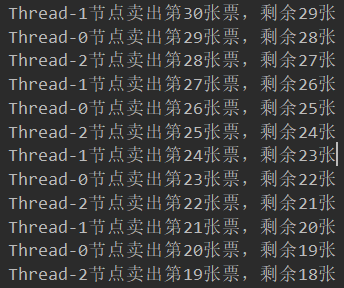 Thread-1节点卖出第30张票，剩余29张
Thread-0节点卖出第29张票，剩余28张
Thread-2节点卖出第28张票，剩余27张
Thread-1节点卖出第27张票，剩余26张
Thread-0节点卖出第26张票，剩余25张
Thread-2节点卖出第25张票，剩余24张
Thread-1节点卖出第24张票，剩余23张
Thread-0节点卖出第23张票，剩余22张
Thread-2节点卖出第22张票，剩余21张
Thread-1节点卖出第21张票，剩余20张
Thread-0节点卖出第20张票，剩余19张
Thread-2节点卖出第19张票，剩余18张